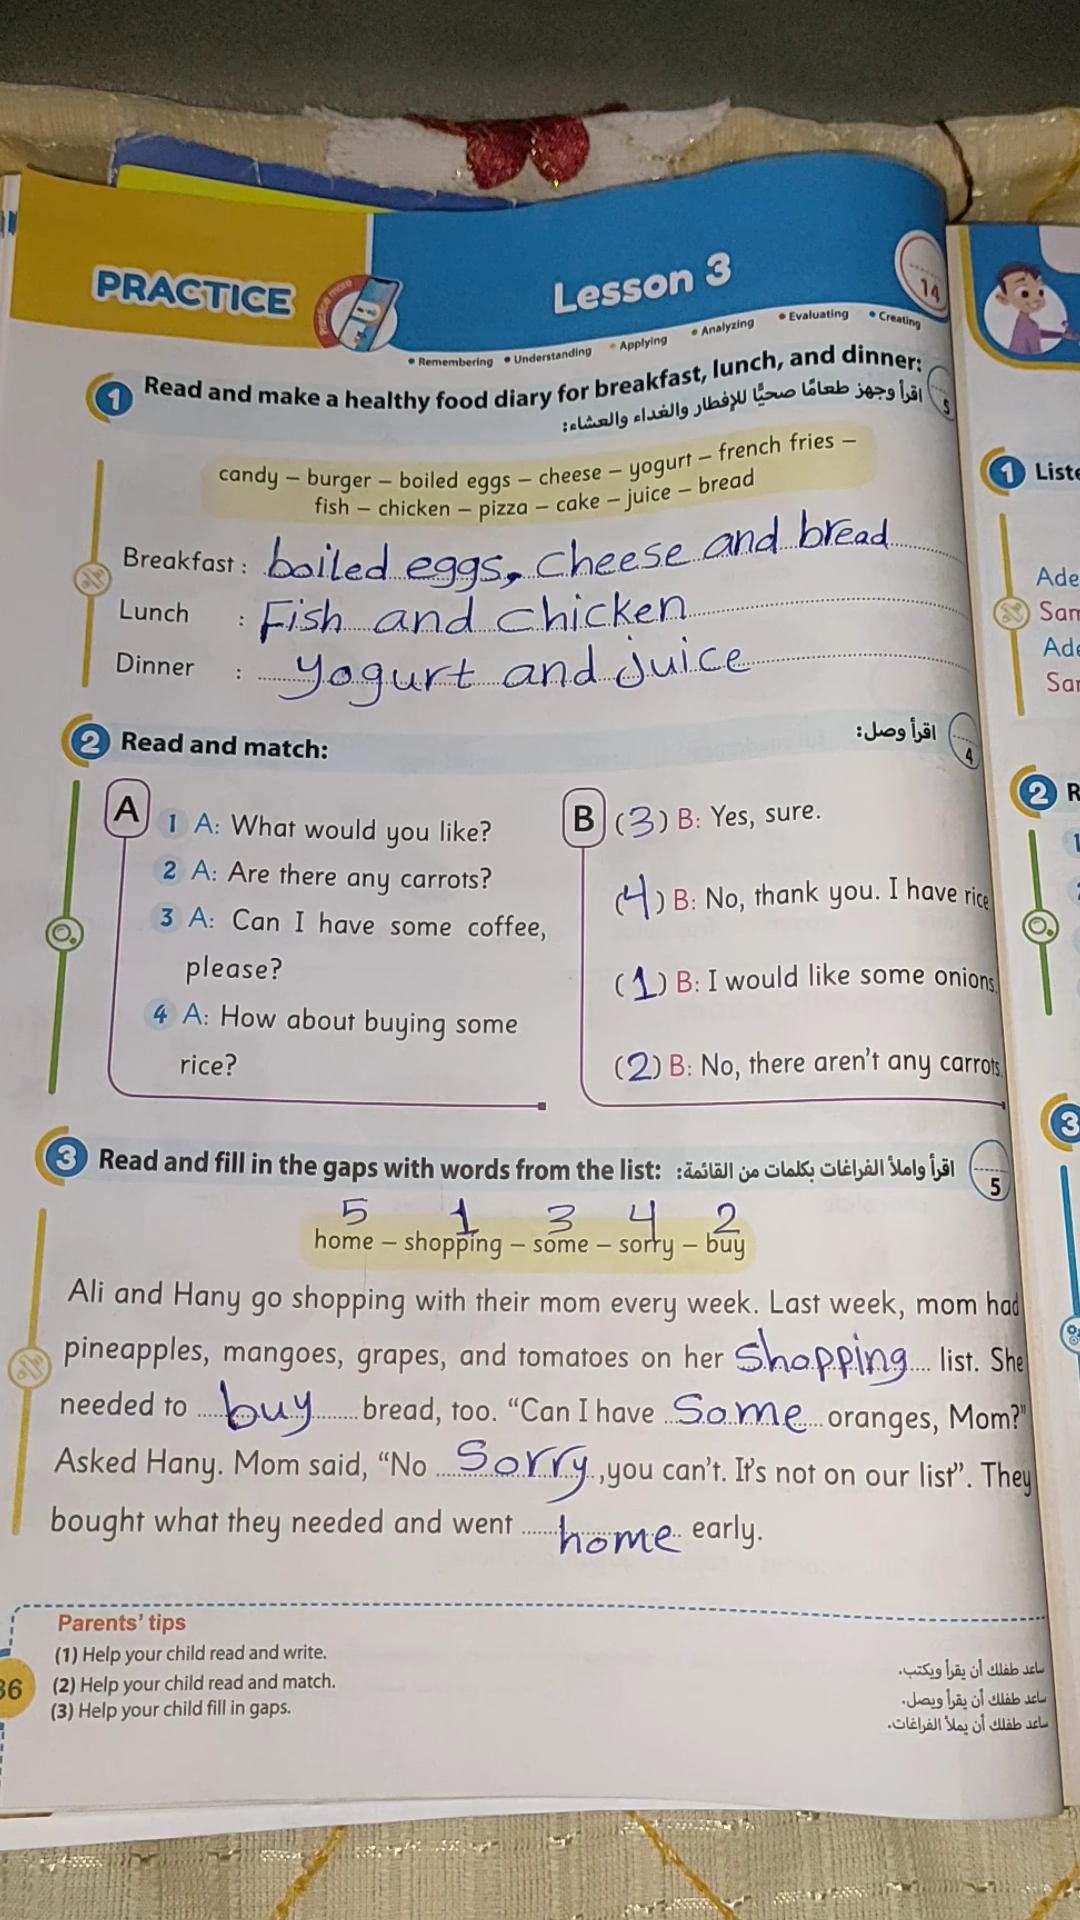 PRACTICE
practice more
Lesson 3
14
• Remembering • Understanding • Applying • Analyzing • Evaluating • Creating
1 Read and make a healthy food diary for breakfast, lunch, and dinner:
5
اقرأ وجهز طعامًا صحيًّا للإفطار والغداء والعشاء:
candy – burger – boiled eggs – cheese – yogurt – french fries –
fish – chicken – pizza – cake – juice – bread
Breakfast : boiled eggs, cheese and bread
Lunch : Fish and chicken
Dinner : yogurt and juice
2 Read and match:
اقرأ وصل:
4
A
1 A: What would you like?
2 A: Are there any carrots?
3 A: Can I have some coffee,
please?
4 A: How about buying some
rice?
B
(3) B: Yes, sure.
(4) B: No, thank you. I have rice
(1) B: I would like some onions.
(2) B: No, there aren't any carrots.
3 Read and fill in the gaps with words from the list:
اقرأ واملأ الفراغات بكلمات من القائمة:
5
5 1 3 4 2
home – shopping – some – sorry – buy
Ali and Hany go shopping with their mom every week. Last week, mom had
pineapples, mangoes, grapes, and tomatoes on her shopping list. She
needed to buy bread, too. “Can I have Some oranges, Mom?”
Asked Hany. Mom said, “No Sorry ,you can't. It's not on our list”. They
bought what they needed and went home early.
Parents' tips
(1) Help your child read and write.
(2) Help your child read and match.
(3) Help your child fill in gaps.
ساعد طفلك أن يقرأ ويكتب.
ساعد طفلك أن يقرأ ويصل.
ساعد طفلك أن يملأ الفراغات.
36
1 Liste
Ade
Sam
Ade
Sar
2 R
1
3